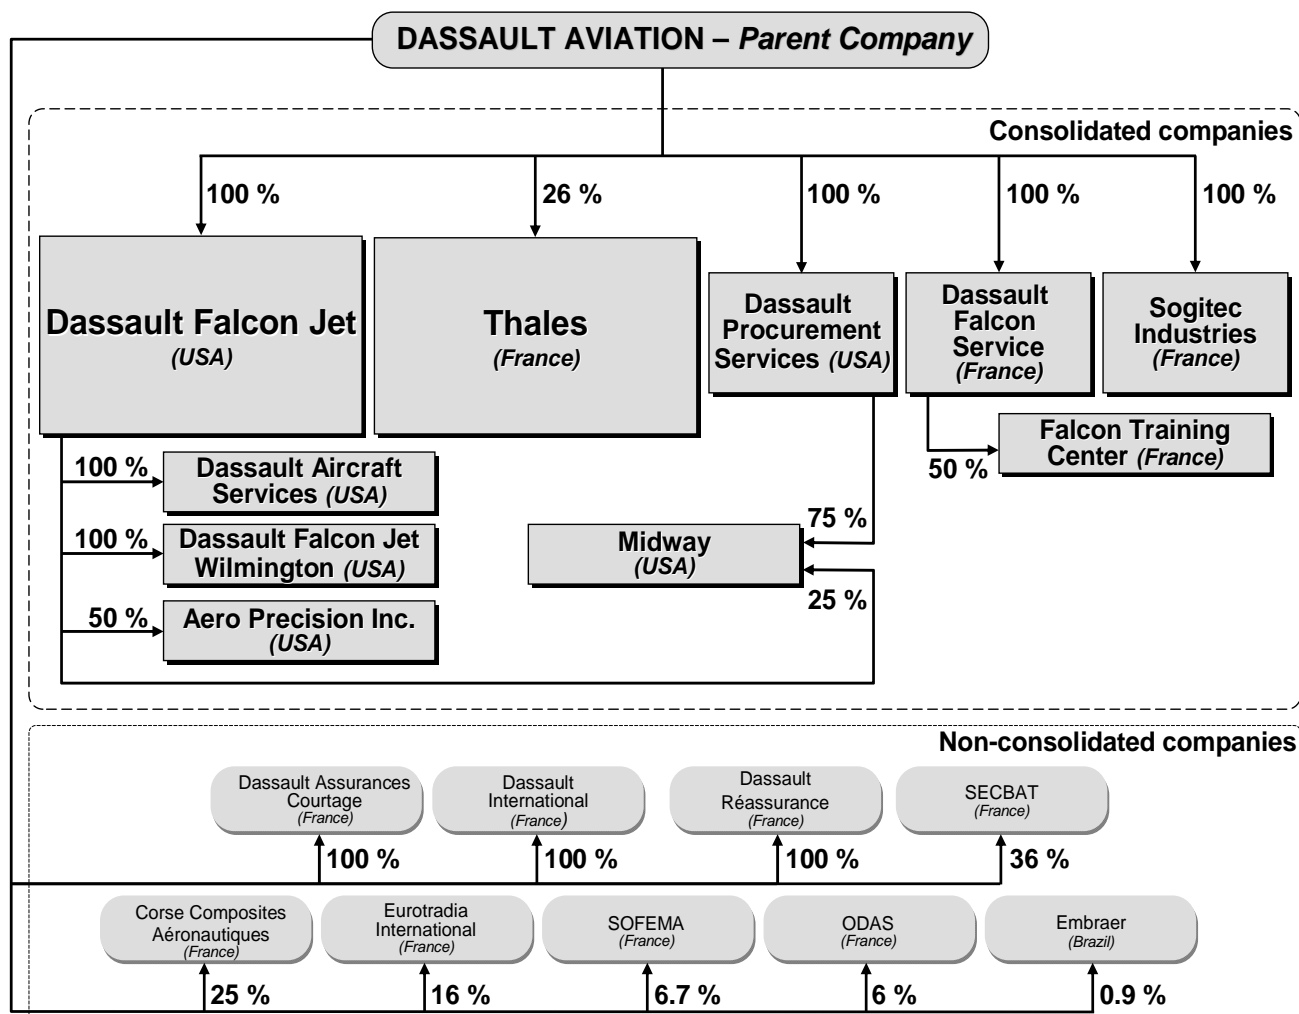 DASSAULT AVIATION – Parent Company
Consolidated companies
100 %
26 %
100 %
100 %
100 %
Dassault Falcon Jet
(USA)
Thales
(France)
Dassault
Procurement
Services (USA)
Dassault
Falcon
Service
(France)
Sogitec
Industries
(France)
100 %
Dassault Aircraft
Services (USA)
100 %
Dassault Falcon Jet
Wilmington (USA)
50 %
Aero Precision Inc.
(USA)
75 %
Midway
(USA)
25 %
50 %
Falcon Training
Center (France)
Non-consolidated companies
Dassault Assurances
Courtage
(France)
Dassault
International
(France)
Dassault
Réassurance
(France)
SECBAT
(France)
100 %
100 %
100 %
36 %
Corse Composites
Aéronautiques
(France)
Eurotradia
International
(France)
SOFEMA
(France)
ODAS
(France)
Embraer
(Brazil)
25 %
16 %
6.7 %
6 %
0.9 %